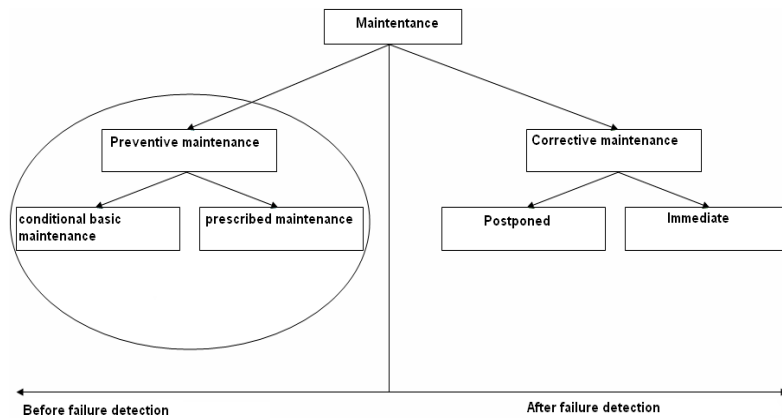 Maintentance
Preventive maintenance
Corrective maintenance
conditional basic
maintenance
prescribed maintenance
Postponed
Immediate
Before failure detection
After failure detection